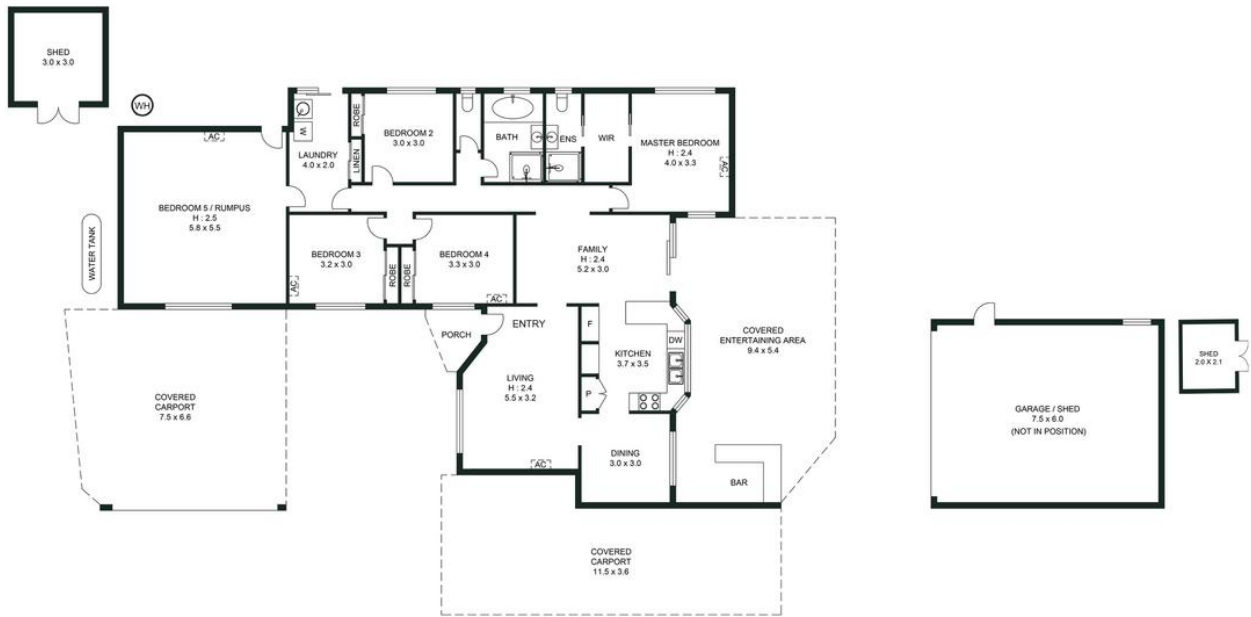 SHED
3.0 x 3.0
WH
AC
BEDROOM 5 / RUMPUS
H : 2.5
5.8 x 5.5
WATER TANK
W
LAUNDRY
4.0 x 2.0
ROBE
LINEN
BEDROOM 2
3.0 x 3.0
BATH
ENS
WIR
MASTER BEDROOM
H : 2.4
4.0 x 3.3
AC
BEDROOM 3
3.2 x 3.0
AC
ROBE
ROBE
BEDROOM 4
3.3 x 3.0
AC
FAMILY
H : 2.4
5.2 x 3.0
PORCH
ENTRY
LIVING
H : 2.4
5.5 x 3.2
AC
F
P
KITCHEN
3.7 x 3.5
DW
DINING
3.0 x 3.0
COVERED
ENTERTAINING AREA
9.4 x 5.4
BAR
COVERED
CARPORT
7.5 x 6.6
COVERED
CARPORT
11.5 x 3.6
GARAGE / SHED
7.5 x 6.0
(NOT IN POSITION)
SHED
2.0 X 2.1